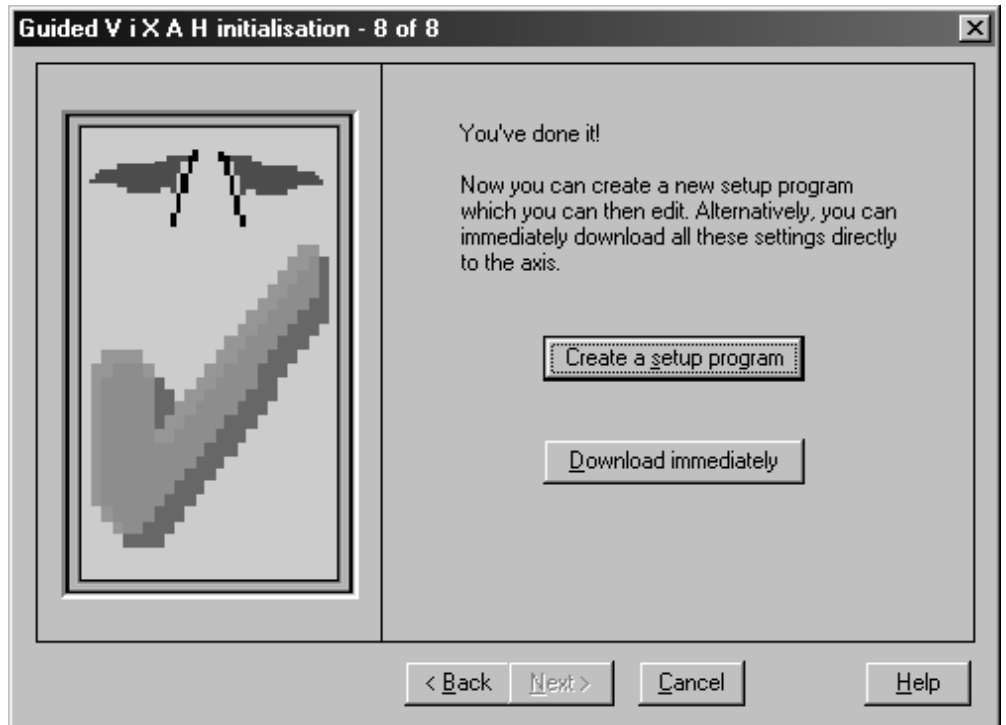 Guided V i X A H initialisation - 8 of 8
You've done it!
Now you can create a new setup program
which you can then edit. Alternatively, you can
immediately download all these settings directly
to the axis.
Create a setup program
Download immediately
< Back
Next >
Cancel
Help